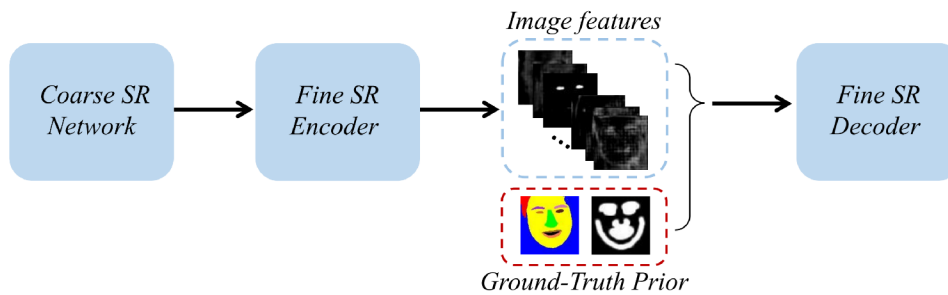 Image features
Coarse SR
Network
Fine SR
Encoder
Fine SR
Decoder
Ground-Truth Prior